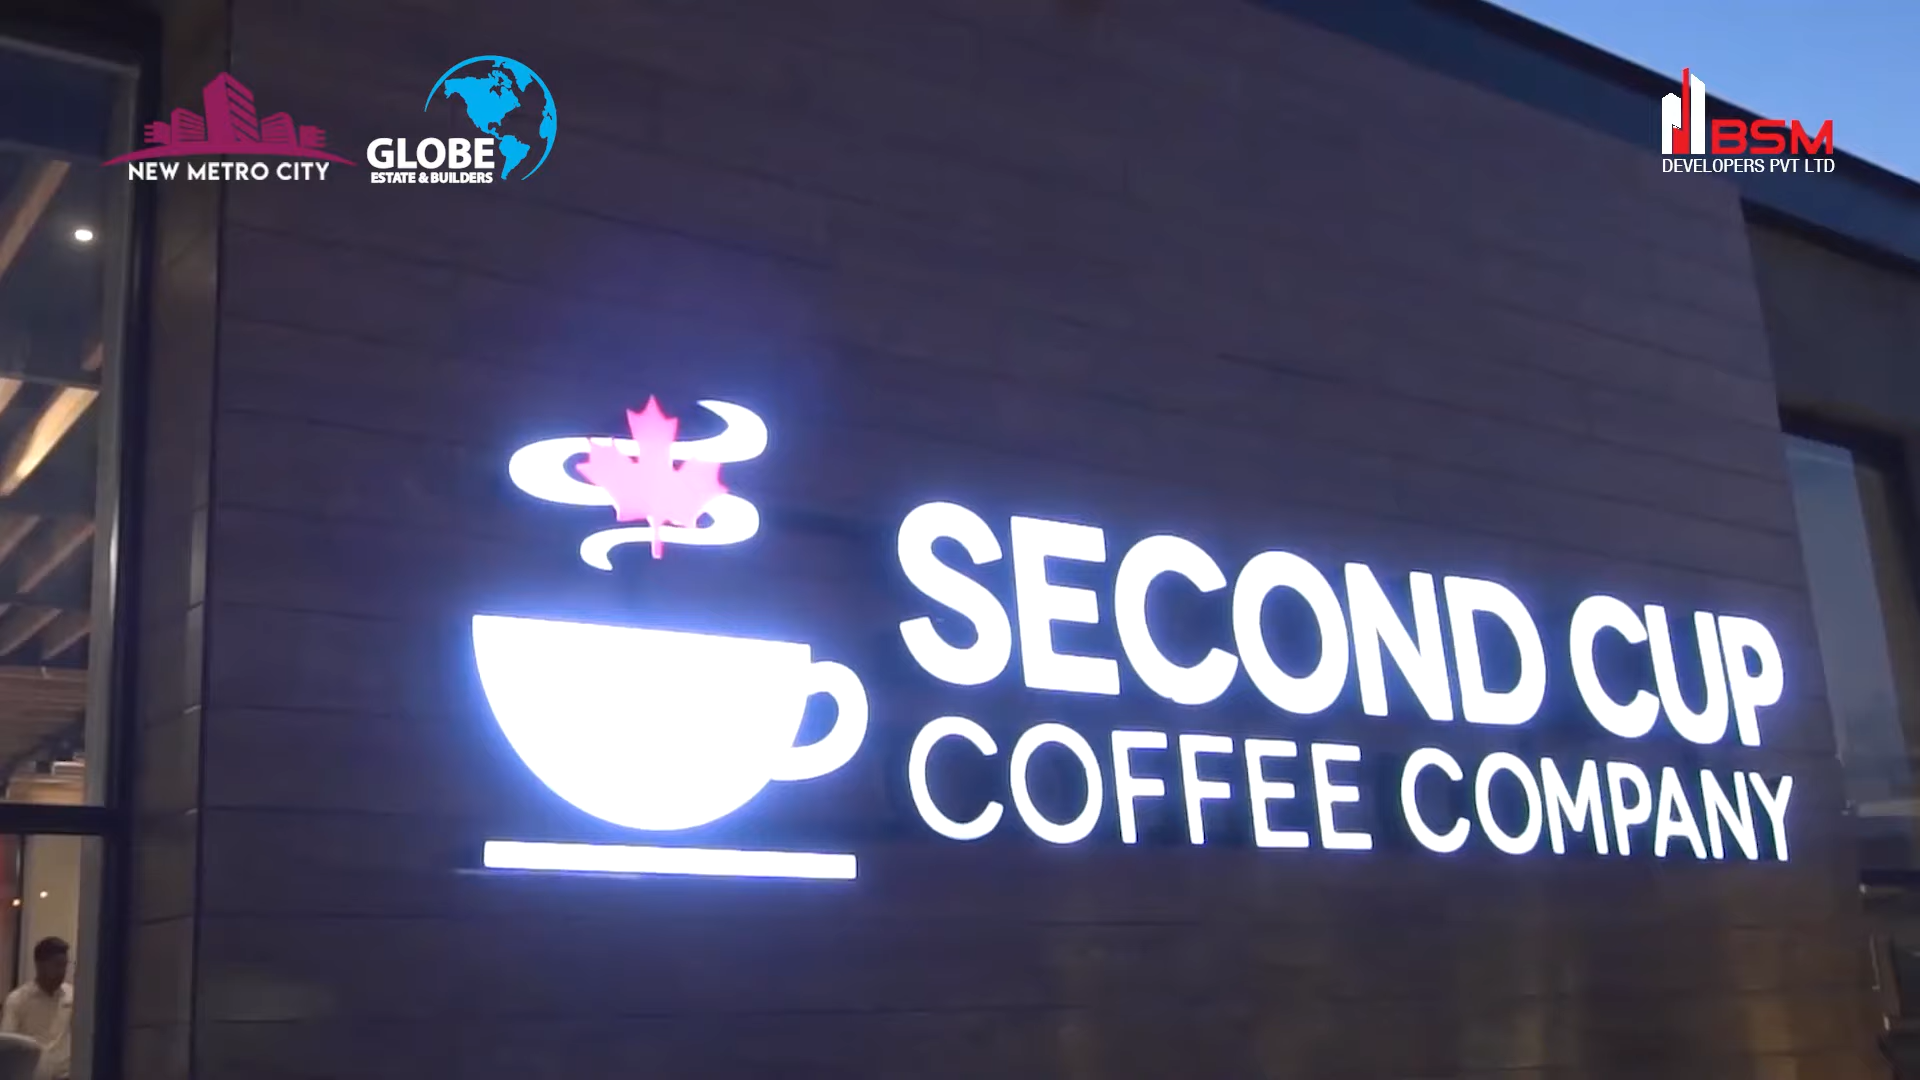 NEW METRO CITY
GLOBE
ESTATE & BUILDERS
BSM
DEVELOPERS PVT LTD
SECOND CUP
COFFEE COMPANY